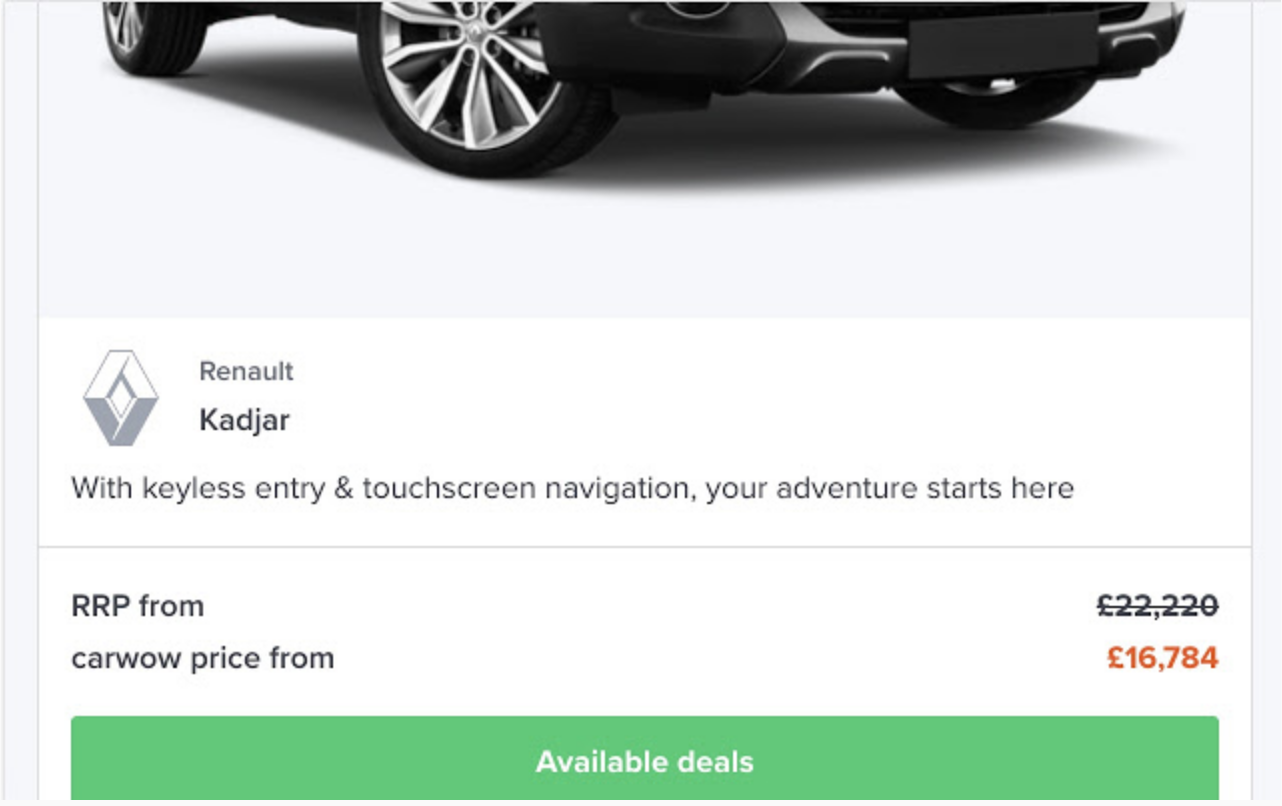 Renault
Kadjar
With keyless entry & touchscreen navigation, your adventure starts here
RRP from £22,220
carwow price from £16,784
Available deals